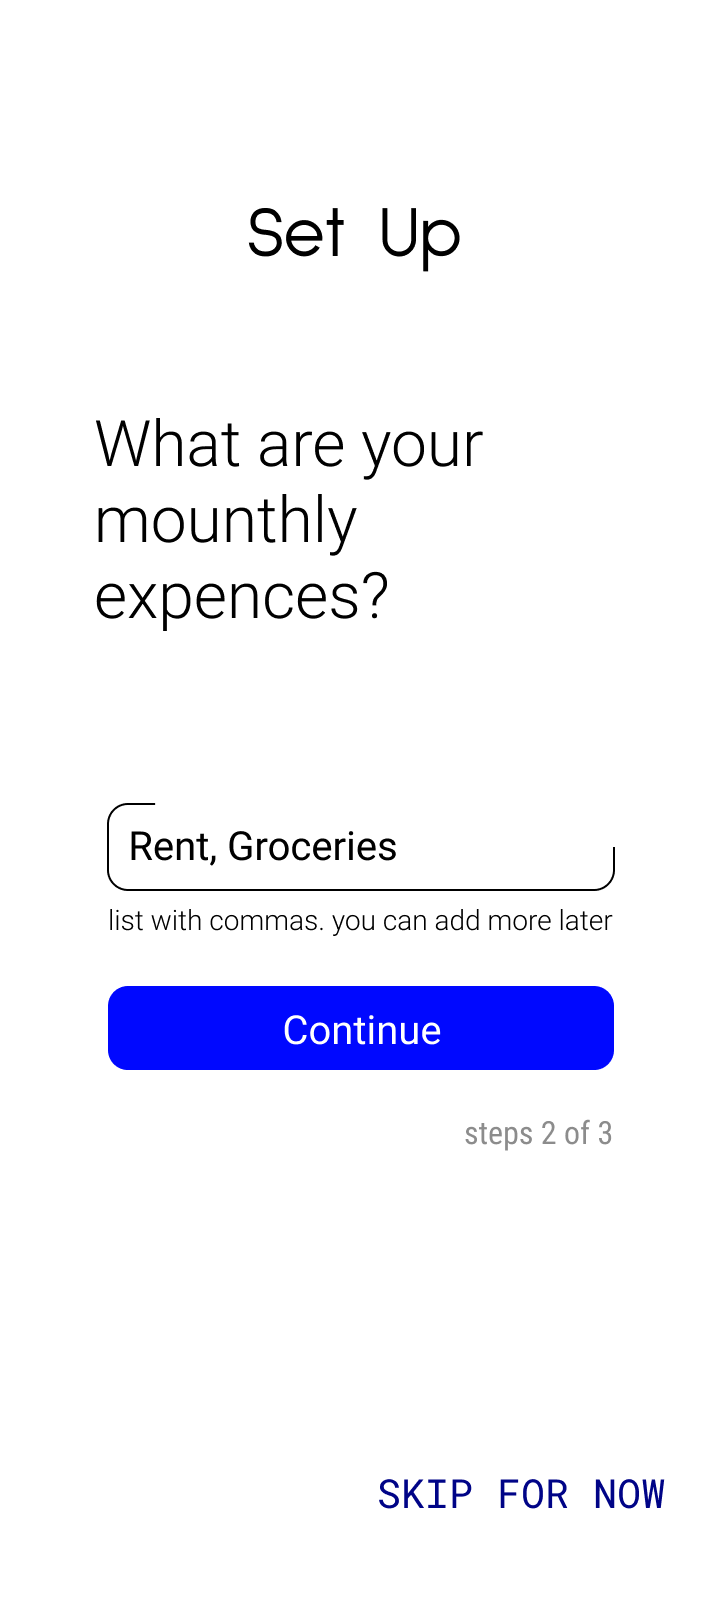 Set Up
What are your
mounthly
expences?
Rent, Groceries
list with commas. you can add more later
Continue
steps 2 of 3
SKIP FOR NOW